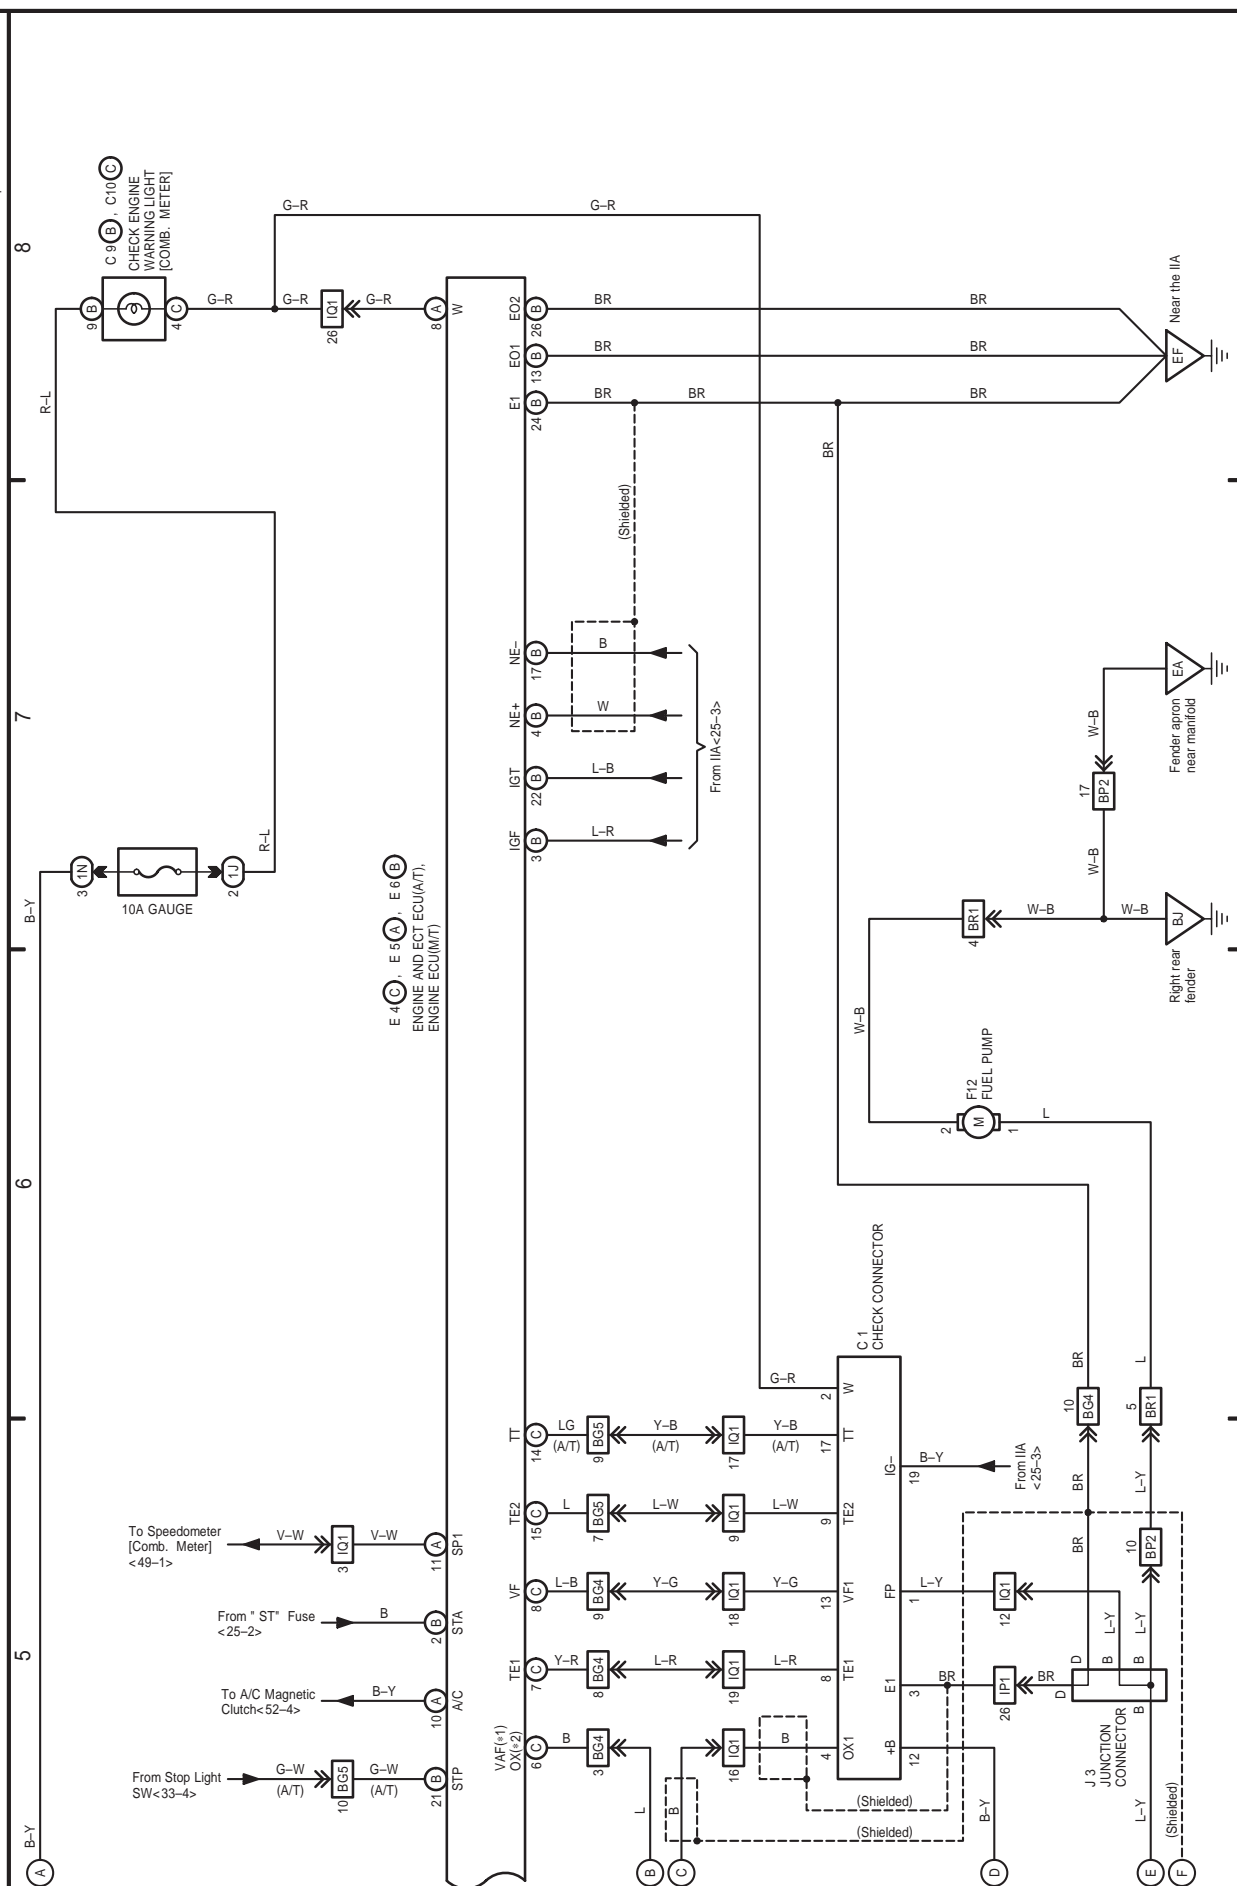 8
7
6
5
C 9 B , C10 C
CHECK ENGINE
WARNING LIGHT
[COMB. METER]
9 B
4 C
G–R
G–R
26 IQ1
G–R
8 A
W
G–R
G–R
R–L
R–L
B–Y
3 1N
10A GAUGE
2 1J
E 4 C , E 5 A , E 6 B
ENGINE AND ECT ECU(A/T),
ENGINE ECU(M/T)
EO2
26 B
BR
BR
EO1
13 B
BR
BR
E1
24 B
BR
BR
BR
BR
EF
Near the IIA
(Shielded)
NE–
17 B
B
NE+
4 B
W
IGT
22 B
L–B
IGF
3 B
L–R
From IIA<25–3>
EA
Fender apron
near manifold
W–B
17
BP2
W–B
4 BR1
W–B
W–B
BJ
Right rear
fender
W–B
F12
FUEL PUMP
2
M
1
L
C 1
CHECK CONNECTOR
G–R
2
W
TT
14 C
LG
(A/T)
9 BG5
Y–B
(A/T)
17 IQ1
Y–B
(A/T)
17
TT
TE2
15 C
L
7 BG5
L–W
9 IQ1
L–W
9
TE2
VF
8 C
L–B
9 BG4
Y–G
18 IQ1
Y–G
13
VF1
TE1
7 C
Y–R
8 BG4
L–R
19 IQ1
L–R
8
TE1
VAF(*1)
OX(*2)
6 C
B
3 BG4
L
B
C
B
16 IQ1
B
4
OX1
IG–
19
B–Y
From IIA
<25–3>
FP
1
L–Y
12 IQ1
L–Y
E1
3
BR
26 IP1
BR
+B
12
B–Y
D
(Shielded)
(Shielded)
BR
10
BG4
BR
BR
L
5
BR1
L–Y
10
BP2
L–Y
D
B
B
D
B
J 3
JUNCTION
CONNECTOR
L–Y
(Shielded)
E
F
To Speedometer
[Comb. Meter]
<49–1>
V–W
3 IQ1
V–W
11 A
SP1
From " ST" Fuse
<25–2>
B
2 B
STA
To A/C Magnetic
Clutch<52–4>
B–Y
10 A
A/C
From Stop Light
SW<33–4>
G–W
(A/T)
10 BG5
G–W
(A/T)
21 B
STP
B–Y
A